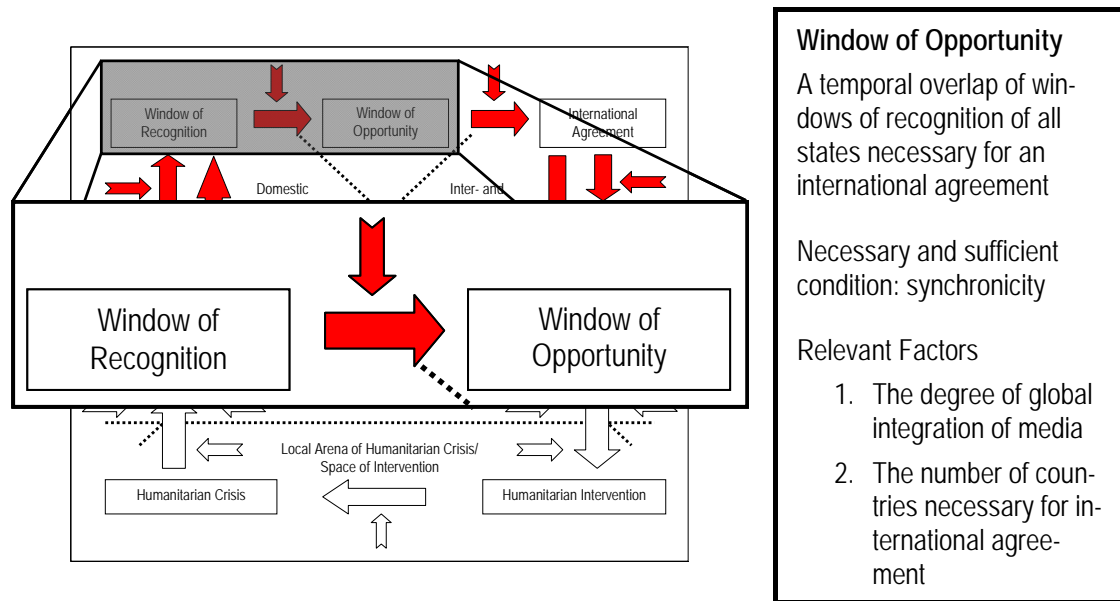 Window of
Recognition
Window of
Opportunity
International
Agreement
Domestic
Inter- and
Window of
Recognition
Window of
Opportunity
Local Arena of Humanitarian Crisis/
Space of Intervention
Humanitarian Crisis
Humanitarian Intervention
Window of Opportunity
A temporal overlap of win-
dows of recognition of all
states necessary for an
international agreement
Necessary and sufficient
condition: synchronicity
Relevant Factors
1. The degree of global
integration of media
2. The number of coun-
tries necessary for in-
ternational agree-
ment